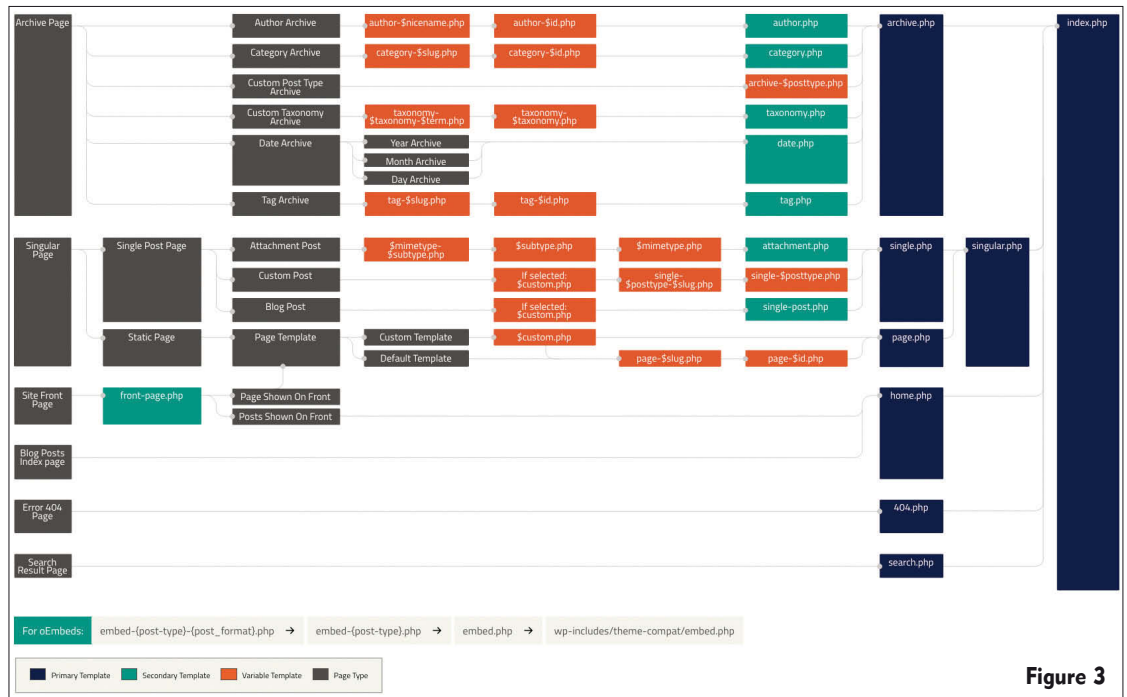 Archive Page
Author Archive
author-$nicename.php
author-$id.php
author.php
archive.php
index.php
Category Archive
category-$slug.php
category-$id.php
category.php
Custom Post Type
Archive
archive-$posttype.php
Custom Taxonomy
Archive
taxonomy-
$taxonomy-$term.php
taxonomy-
$taxonomy.php
taxonomy.php
Date Archive
Year Archive
Month Archive
Day Archive
date.php
Tag Archive
tag-$slug.php
tag-$id.php
tag.php
Singular
Page
Single Post Page
Attachment Post
$mimetype-
$subtype.php
$subtype.php
$mimetype.php
attachment.php
single.php
singular.php
Custom Post
If selected:
$custom.php
single-
$posttype-$slug.php
single-$posttype.php
Blog Post
If selected:
$custom.php
single-post.php
Static Page
Page Template
Custom Template
$custom.php
page.php
Default Template
page-$slug.php
page-$id.php
Site Front
Page
front-page.php
Page Shown On Front
Posts Shown On Front
home.php
Blog Posts
Index page
Error 404
Page
404.php
Search
Result Page
search.php
For oEmbeds: embed-{post-type}-{post_format}.php → embed-{post-type}.php → embed.php → wp-includes/theme-compat/embed.php
Primary Template Secondary Template Variable Template Page Type
Figure 3